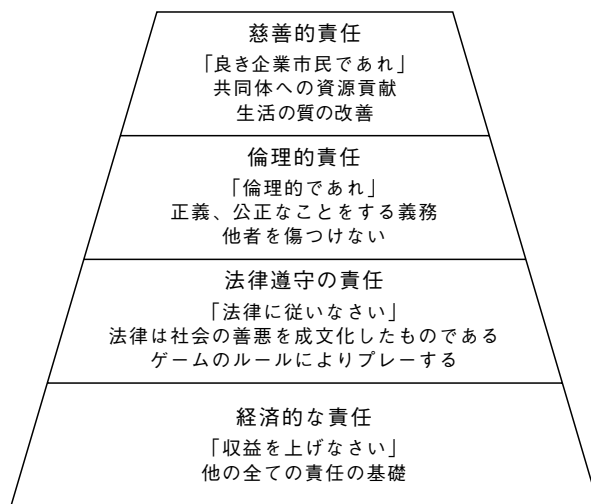 慈善的責任
「良き企業市民であれ」
共同体への資源貢献
生活の質の改善
倫理的責任
「倫理的であれ」
正義、公正なことをする義務
他者を傷つけない
法律遵守の責任
「法律に従いなさい」
法律は社会の善悪を成文化したものである
ゲームのルールによりプレーする
経済的な責任
「収益を上げなさい」
他の全ての責任の基礎